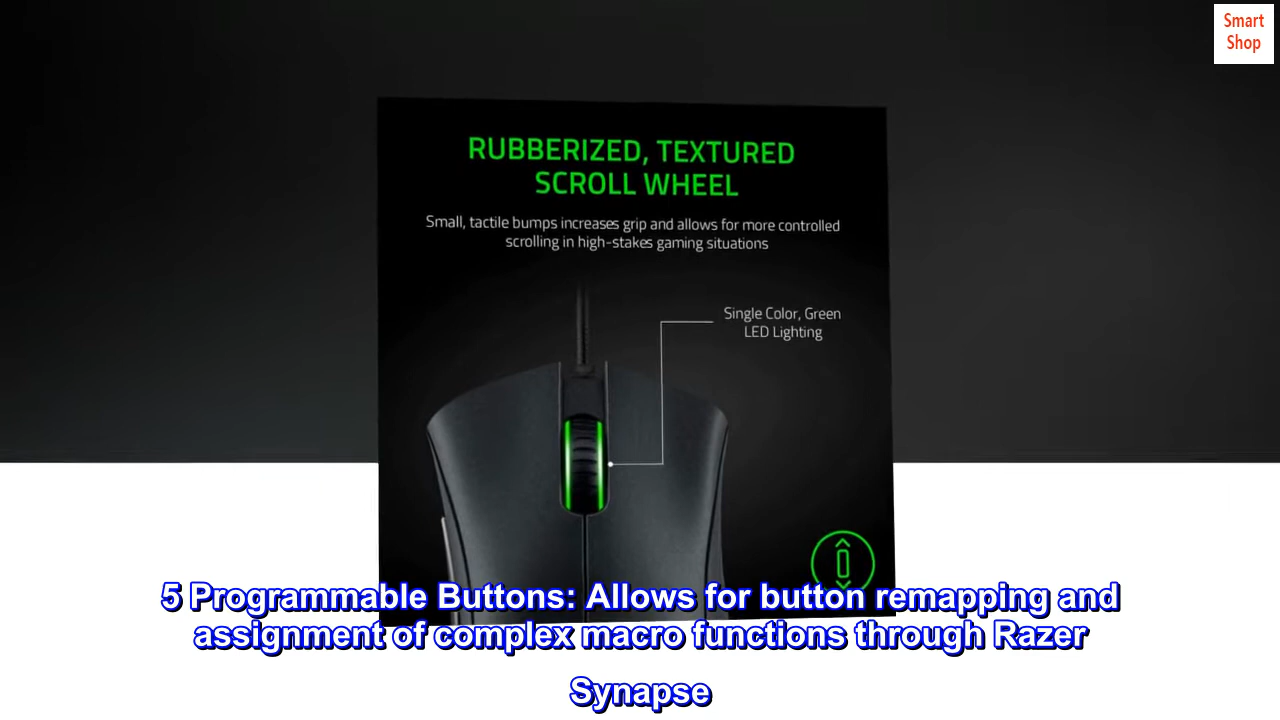 Smart
Shop
RUBBERIZED, TEXTURED
SCROLL WHEEL
Small, tactile bumps increases grip and allows for more controlled
scrolling in high-stakes gaming situations
Single Color, Green
LED Lighting
5 Programmable Buttons: Allows for button remapping and
assignment of complex macro functions through Razer
Synapse